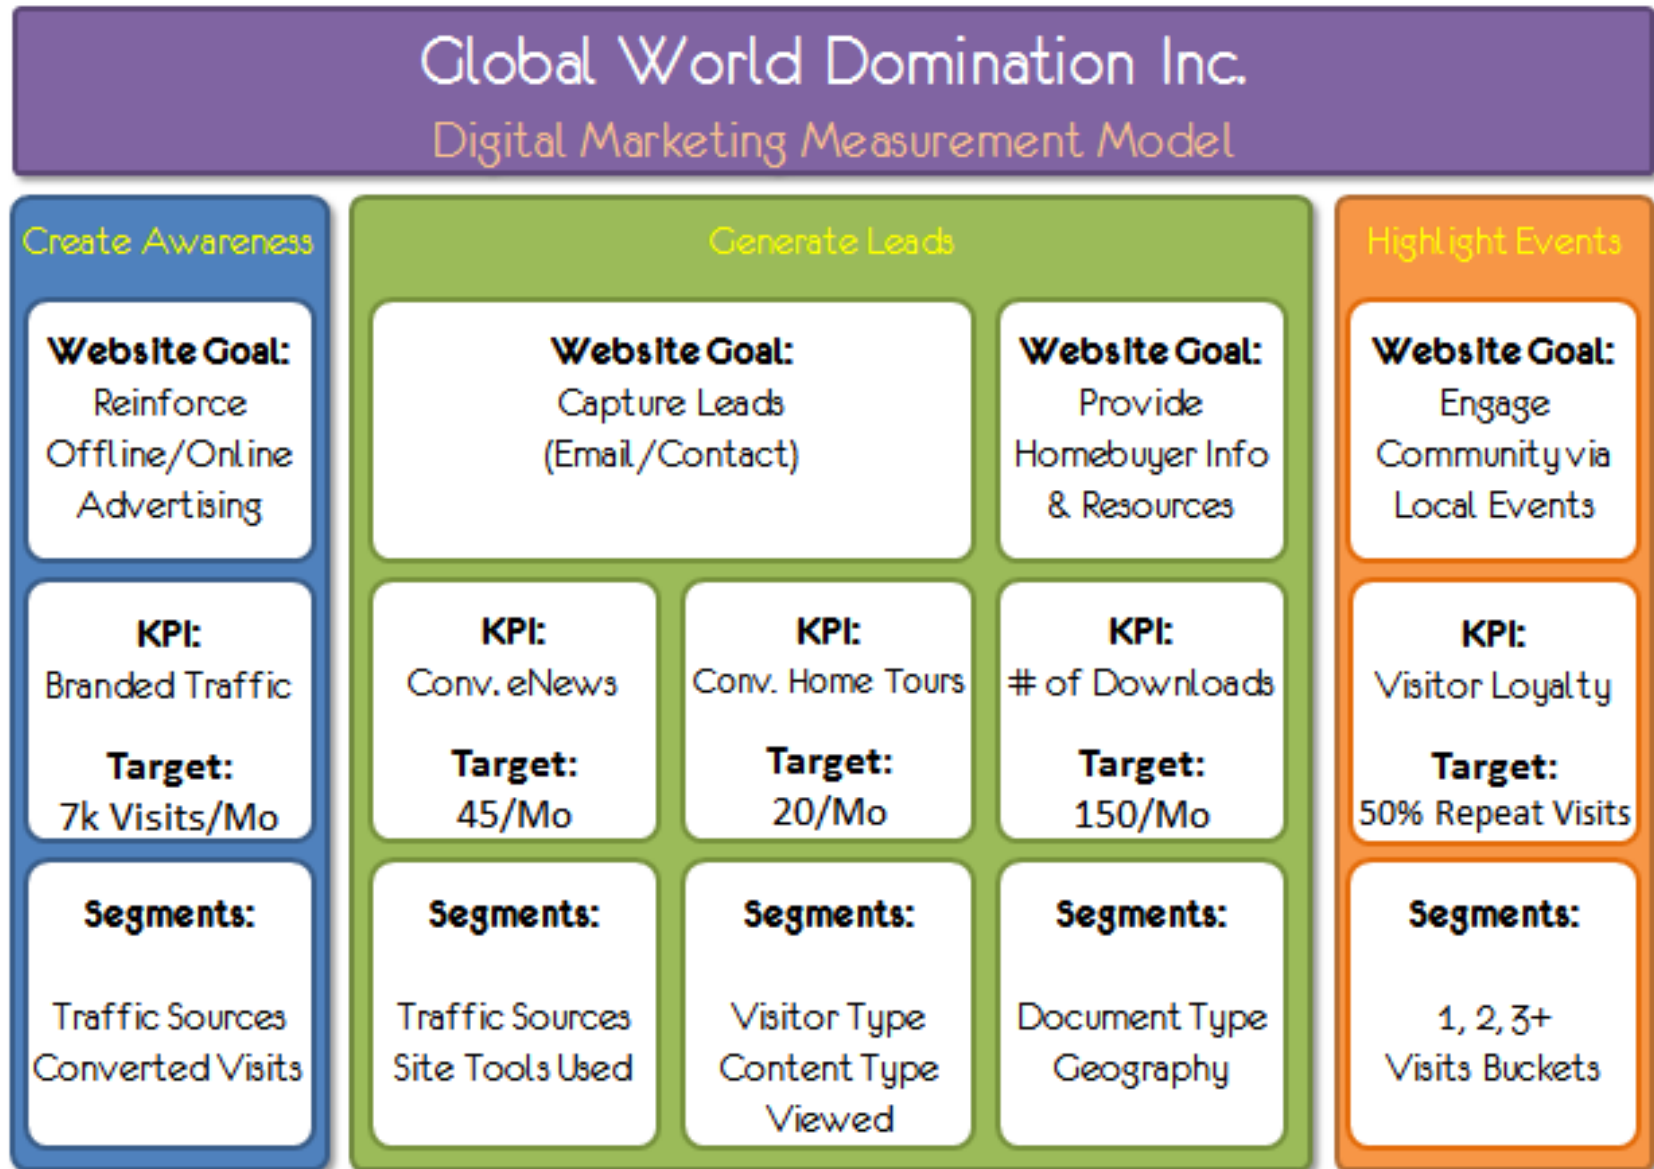 Global World Domination Inc.
Digital Marketing Measurement Model
Create Awareness
Website Goal:
Reinforce
Offline/Online
Advertising
KPI:
Branded Traffic
Target:
7k Visits/Mo
Segments:
Traffic Sources
Converted Visits
Generate Leads
Website Goal:
Capture Leads
(Email/Contact)
KPI:
Conv. eNews
Target:
45/Mo
Segments:
Traffic Sources
Site Tools Used
KPI:
Conv. Home Tours
Target:
20/Mo
Segments:
Visitor Type
Content Type
Viewed
Website Goal:
Provide
Homebuyer Info
& Resources
KPI:
# of Downloads
Target:
150/Mo
Segments:
Document Type
Geography
Highlight Events
Website Goal:
Engage
Community via
Local Events
KPI:
Visitor Loyalty
Target:
50% Repeat Visits
Segments:
1, 2, 3+
Visits Buckets